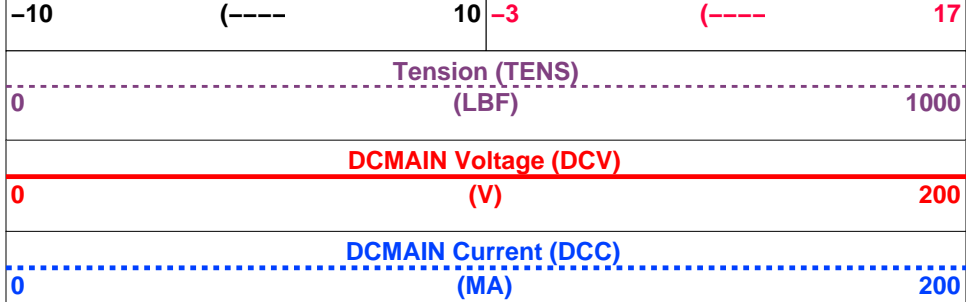 −10 (−−−− 10 −3 (−−−− 17
Tension (TENS)
0 (LBF) 1000
DCMAIN Voltage (DCV)
0 (V) 200
DCMAIN Current (DCC)
0 (MA) 200